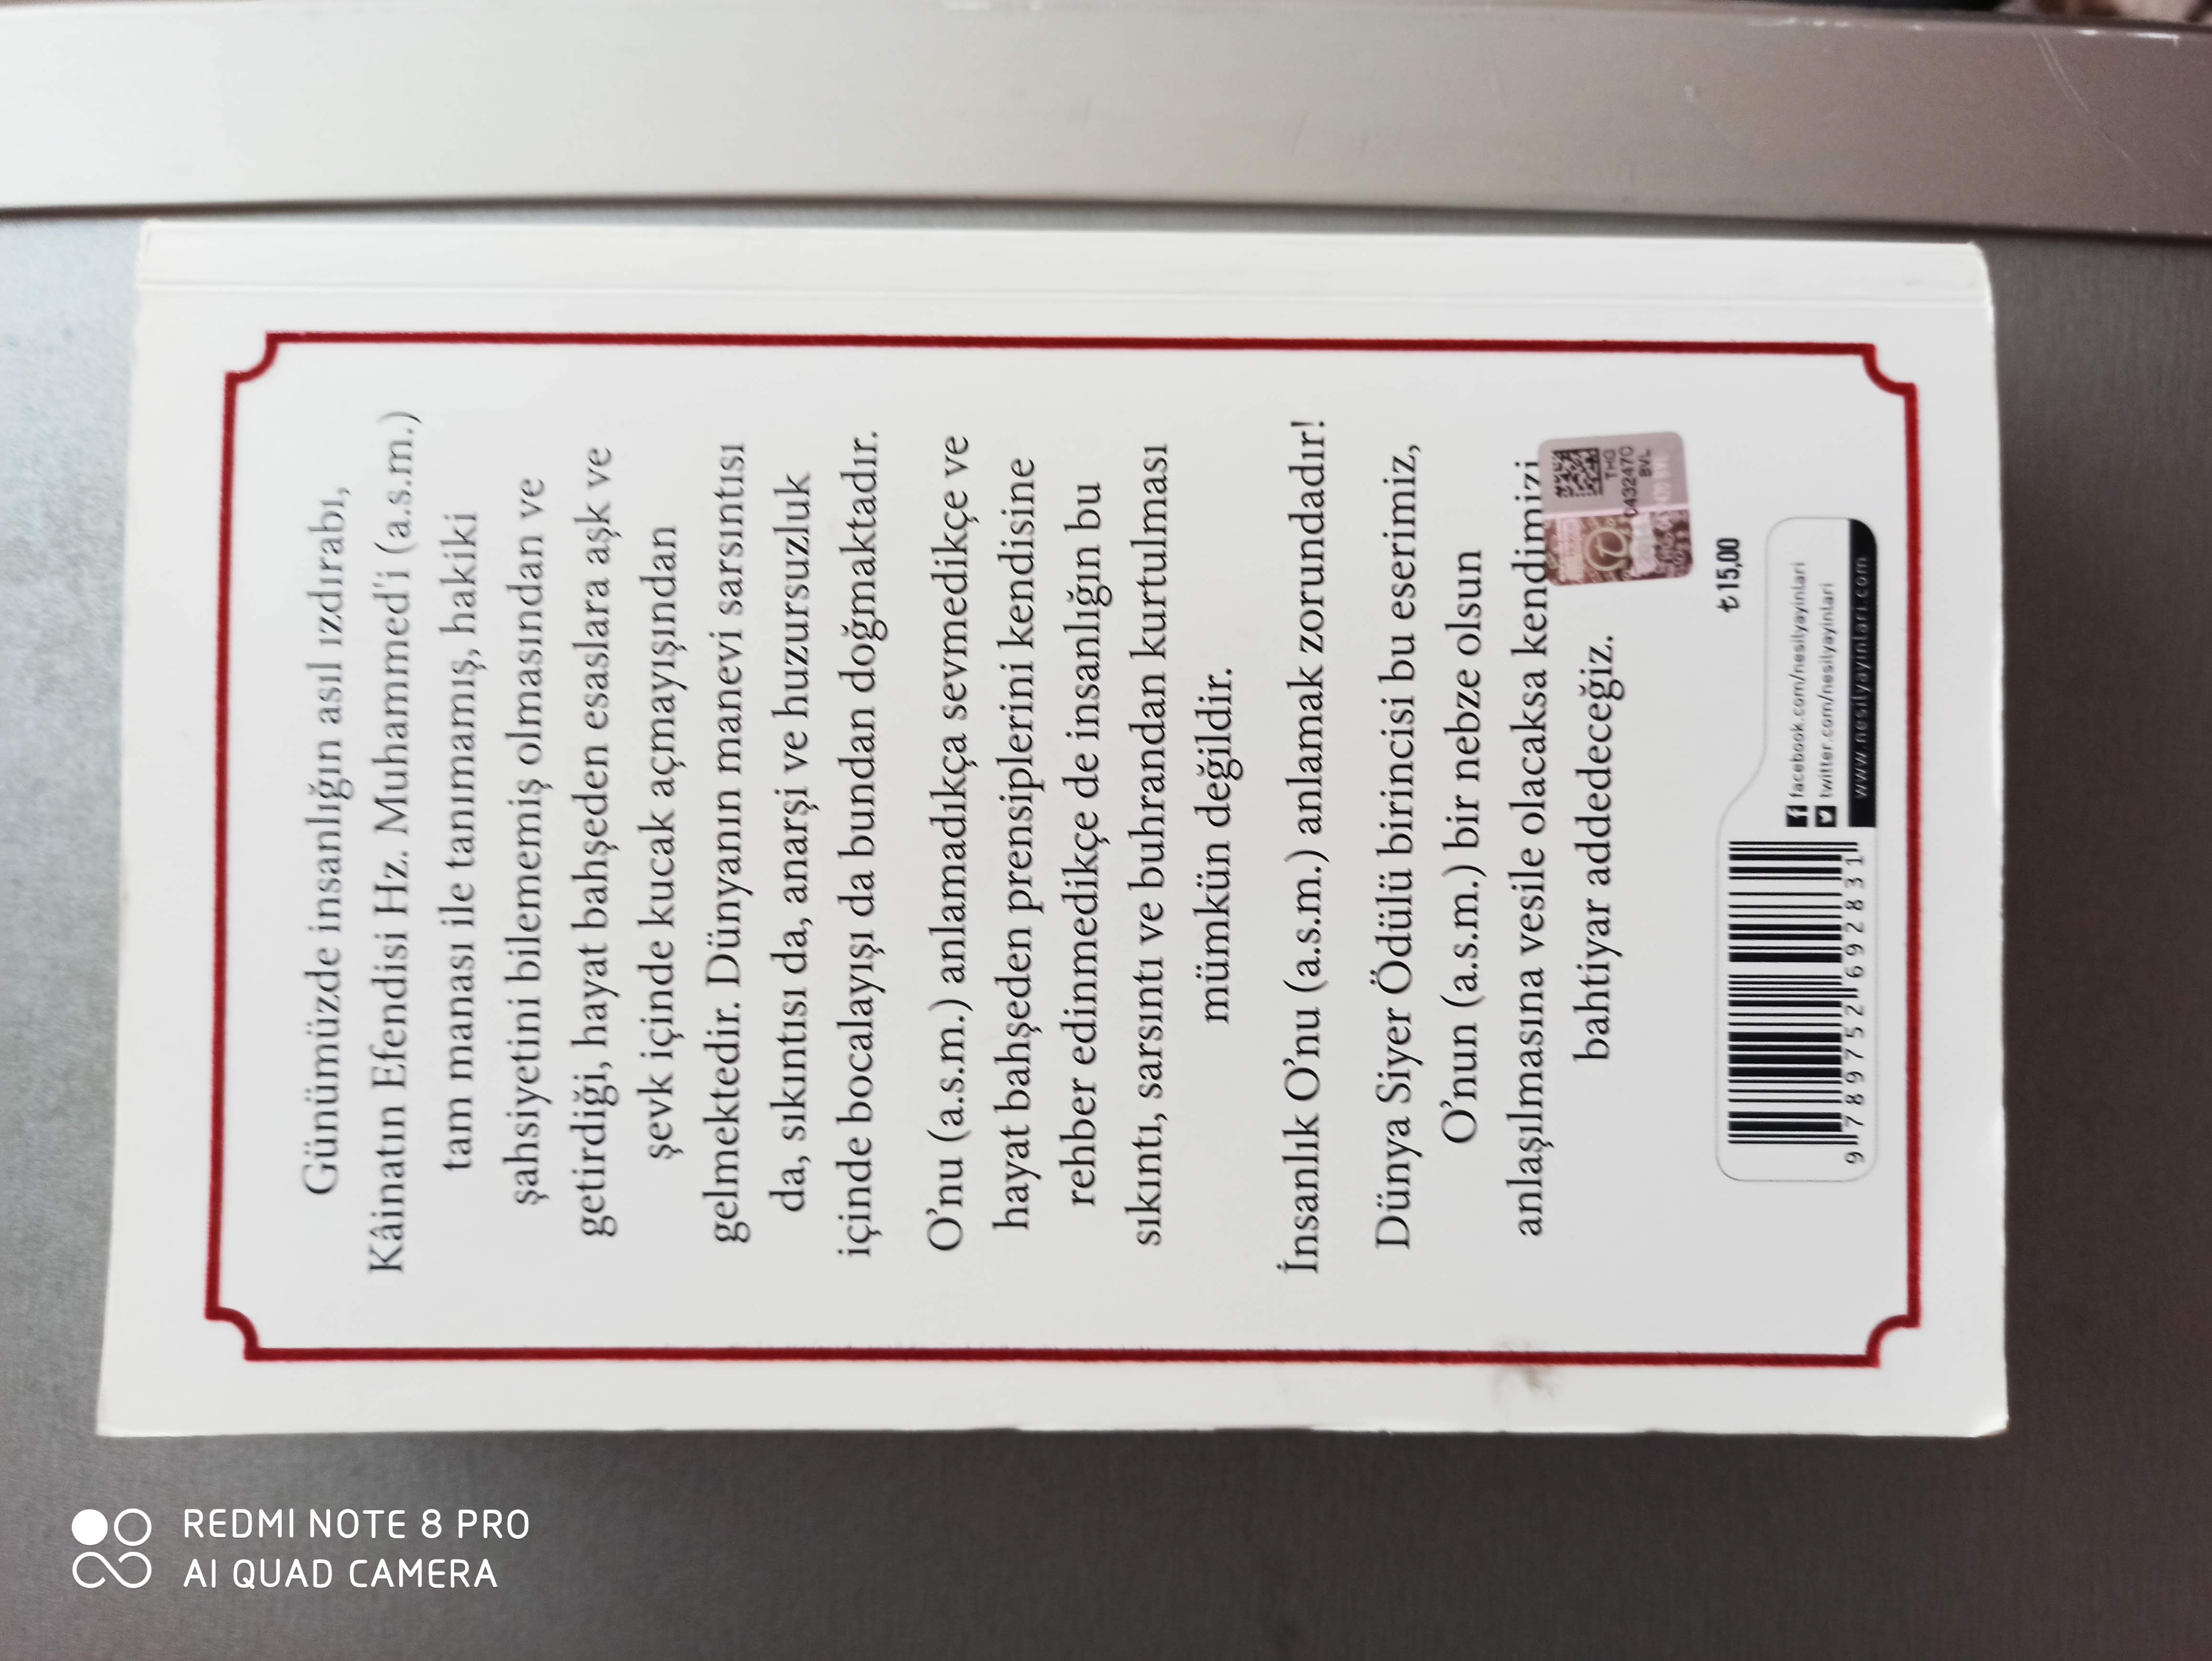 Günümüzde insanlığın asıl ızdırabı,
Kâinatın Efendisi Hz. Muhammed'i (a.s.m.)
tam manası ile tanımamış, hakiki
şahsiyetini bilememiş olmasından ve
getirdiği, hayat bahşeden esaslara aşk ve
şevk içinde kucak açmayışından
gelmektedir. Dünyanın manevi sarsıntısı
da, sıkıntısı da, anarşi ve huzursuzluk
içinde bocalayışı da bundan doğmaktadır.
O'nu (a.s.m.) anlamadıkça sevmedikçe ve
hayat bahşeden prensiplerini kendisine
rehber edinmedikçe de insanlığın bu
sıkıntı, sarsıntı ve buhrandan kurtulması
mümkün değildir.
İnsanlık O'nu (a.s.m.) anlamak zorundadır!
Dünya Siyer Ödülü birincisi bu eserimiz,
O'nun (a.s.m.) bir nebze olsun
anlaşılmasına vesile olacaksa kendimizi
bahtiyar addedeceğiz.
THG
0432470
BVL
₺15,00
facebook.com/nesilyayinlari
twitter.com/nesilyayinlari
www.nesilyayinlari.com
9 789752 692831
REDMI NOTE 8 PRO
AI QUAD CAMERA